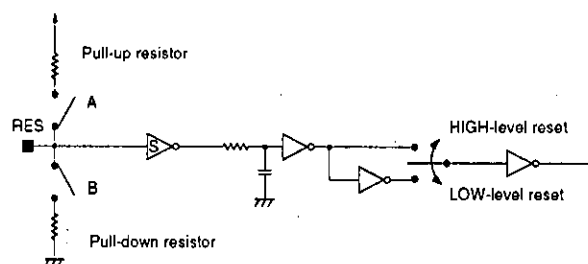 Pull-up resistor
A
RES
S
HIGH-level reset
B
LOW-level reset
Pull-down resistor